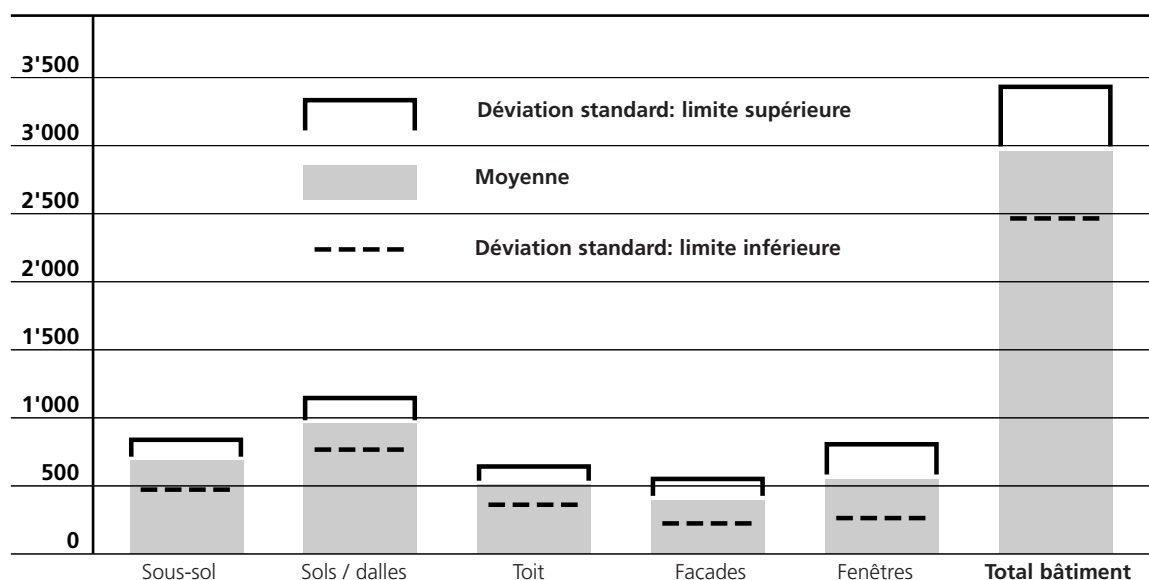 3'500
3'000
2'500
2'000
1'500
1'000
500
0
Déviation standard: limite supérieure
Moyenne
Déviation standard: limite inférieure
Sous-sol Sols / dalles Toit Facades Fenêtres Total bâtiment